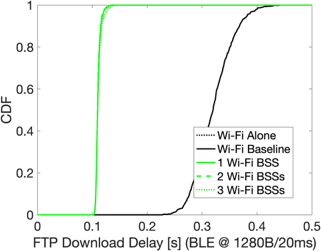 1
0.8
0.6
0.4
0.2
0
CDF
Wi-Fi Alone
Wi-Fi Baseline
1 Wi-Fi BSS
2 Wi-Fi BSSs
3 Wi-Fi BSSs
0 0.1 0.2 0.3 0.4 0.5
FTP Download Delay [s] (BLE @ 1280B/20ms)